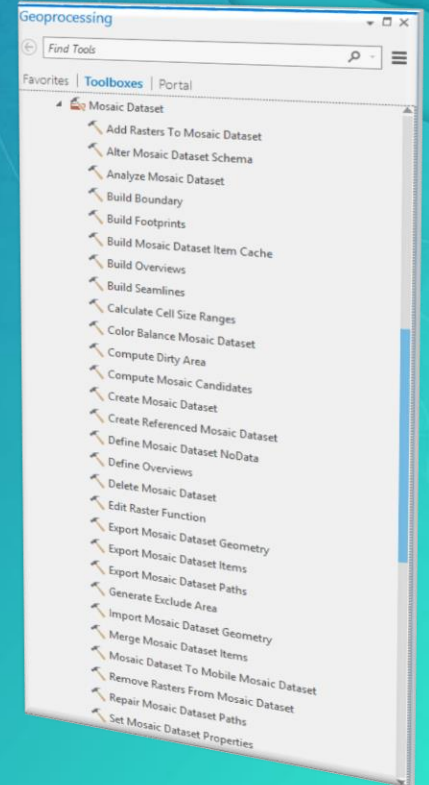 Geoprocessing
Find Tools
Favorites | Toolboxes | Portal
Mosaic Dataset
Add Rasters To Mosaic Dataset
Alter Mosaic Dataset Schema
Analyze Mosaic Dataset
Build Boundary
Build Footprints
Build Mosaic Dataset Item Cache
Build Overviews
Build Seamlines
Calculate Cell Size Ranges
Color Balance Mosaic Dataset
Compute Dirty Area
Compute Mosaic Candidates
Create Mosaic Dataset
Create Referenced Mosaic Dataset
Define Mosaic Dataset NoData
Define Overviews
Delete Mosaic Dataset
Edit Raster Function
Export Mosaic Dataset Geometry
Export Mosaic Dataset Items
Export Mosaic Dataset Paths
Generate Exclude Area
Import Mosaic Dataset Geometry
Merge Mosaic Dataset Items
Mosaic Dataset To Mobile Mosaic Dataset
Remove Rasters From Mosaic Dataset
Repair Mosaic Dataset Paths
Set Mosaic Dataset Properties